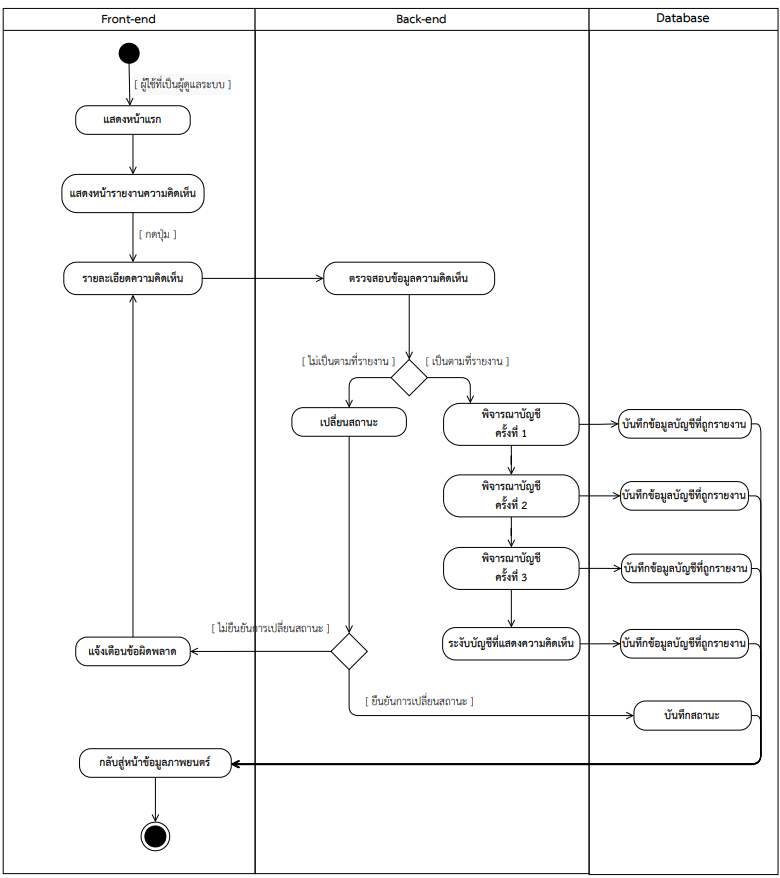 Front-end
Back-end
Database
[ ผู้ใช้ที่เป็นผู้ดูแลระบบ ]
แสดงหน้าแรก
แสดงหน้ารายงานความคิดเห็น
[ กดปุ่ม ]
รายละเอียดความคิดเห็น
ตรวจสอบข้อมูลความคิดเห็น
[ ไม่เป็นตามที่รายงาน ]
[ เป็นตามที่รายงาน ]
เปลี่ยนสถานะ
พิจารณาบัญชี
ครั้งที่ 1
บันทึกข้อมูลบัญชีที่ถูกรายงาน
พิจารณาบัญชี
ครั้งที่ 2
บันทึกข้อมูลบัญชีที่ถูกรายงาน
พิจารณาบัญชี
ครั้งที่ 3
บันทึกข้อมูลบัญชีที่ถูกรายงาน
[ ไม่ยืนยันการเปลี่ยนสถานะ ]
แจ้งเตือนข้อผิดพลาด
ระงับบัญชีที่แสดงความคิดเห็น
บันทึกข้อมูลบัญชีที่ถูกรายงาน
[ ยืนยันการเปลี่ยนสถานะ ]
บันทึกสถานะ
กลับสู่หน้าข้อมูลภาพยนตร์